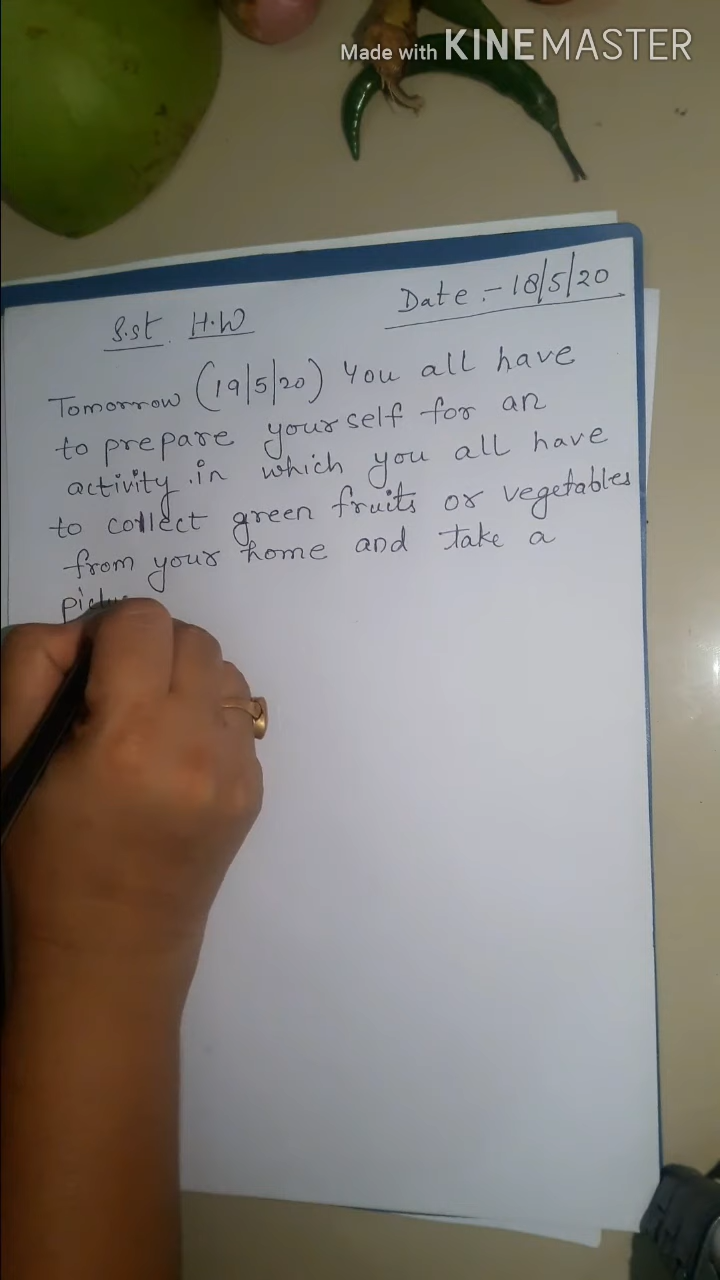 Made with KINEMASTER
S.st H.W Date :- 18/5/20
Tomorrow (19/5/20) You all have
to prepare yourself for an
activity .in which you all have
to collect green fruits or vegetables
from your home and take a